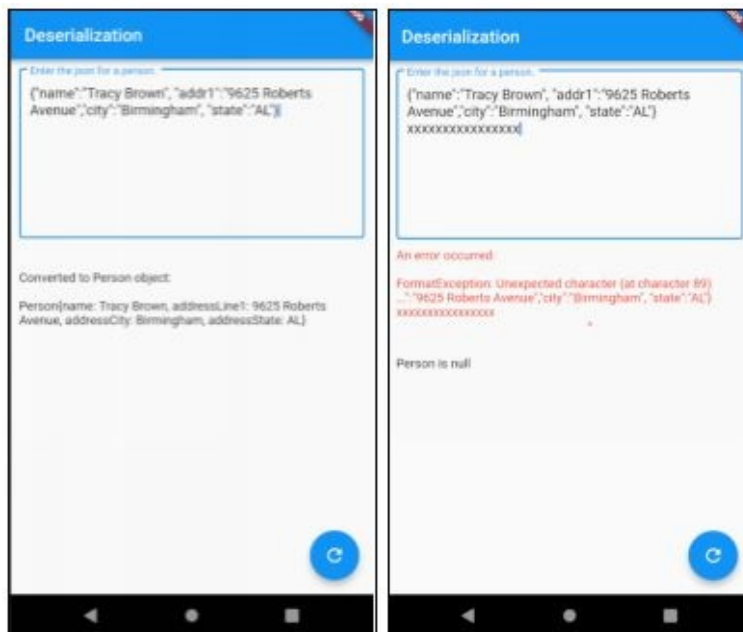 Deserialization
Enter the json for a person.
{"name":"Tracy Brown", "addr1":"9625 Roberts
Avenue","city":"Birmingham", "state":"AL"}
Converted to Person object:
Person{name: Tracy Brown, addressLine1: 9625 Roberts
Avenue, addressCity: Birmingham, addressState: AL}
Deserialization
Enter the json for a person.
{"name":"Tracy Brown", "addr1":"9625 Roberts
Avenue","city":"Birmingham", "state":"AL"}
xxxxxxxxxxxxxxxx
An error occurred:
FormatException: Unexpected character (at character 89)
...":"9625 Roberts Avenue","city":"Birmingham", "state":"AL"}
xxxxxxxxxxxxxxxx
^
Person is null